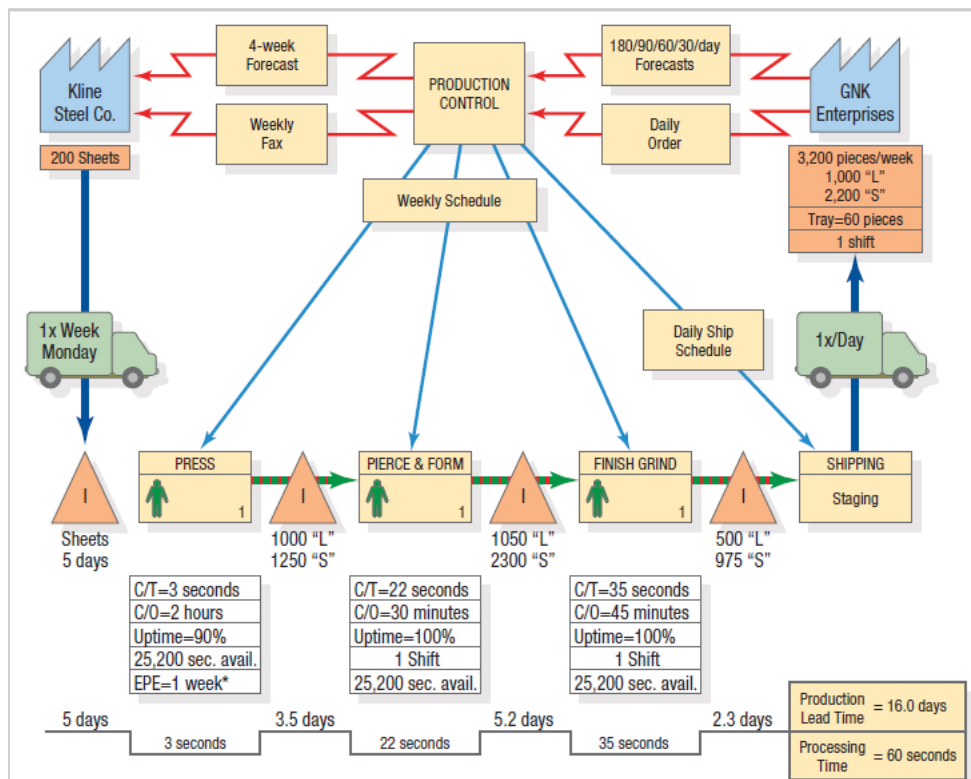 4-week
Forecast
180/90/60/30/day
Forecasts
Kline
Steel Co.
PRODUCTION
CONTROL
GNK
Enterprises
Weekly
Fax
Daily
Order
200 Sheets
3,200 pieces/week
1,000 “L”
2,200 “S”
Tray=60 pieces
1 shift
Weekly Schedule
1x Week
Monday
Daily Ship
Schedule
1x/Day
I
Sheets
5 days
PRESS
1
I
1000 “L”
1250 “S”
PIERCE & FORM
1
I
1050 “L”
2300 “S”
FINISH GRIND
1
I
500 “L”
975 “S”
SHIPPING
Staging
C/T=3 seconds
C/O=2 hours
Uptime=90%
25,200 sec. avail.
EPE=1 week*
C/T=22 seconds
C/O=30 minutes
Uptime=100%
1 Shift
25,200 sec. avail.
C/T=35 seconds
C/O=45 minutes
Uptime=100%
1 Shift
25,200 sec. avail.
5 days
3 seconds
3.5 days
22 seconds
5.2 days
35 seconds
2.3 days
Production
Lead Time = 16.0 days
Processing
Time = 60 seconds